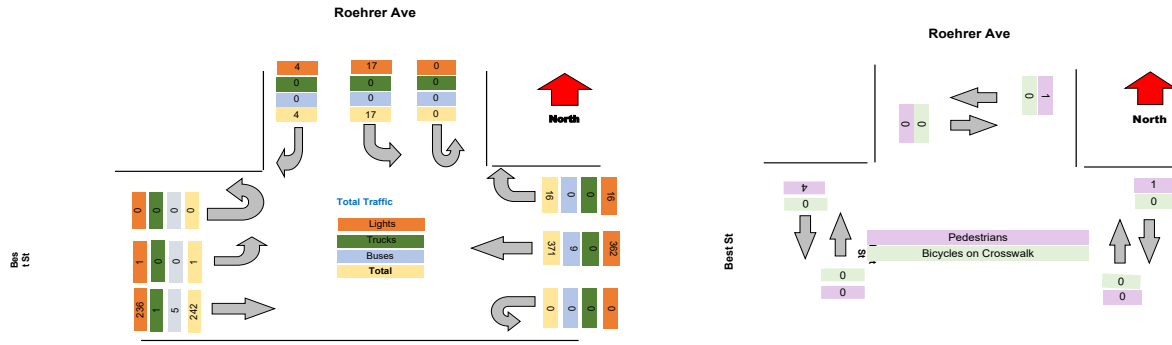 Roehrer Ave
4 17 0
0 0 0
0 0 0
4 17 0
North
0 0 0 0
1 0 0 1
236 1 5 242
Bes
t St
Total Traffic
Lights
Trucks
Buses
Total
16 0 0 16
371 9 0 362
0 0 0 0
Roehrer Ave
0 1
0 0
North
4
0
1
0
Best St
Pedestrians
Bicycles on Crosswalk
St
0
0
0
0